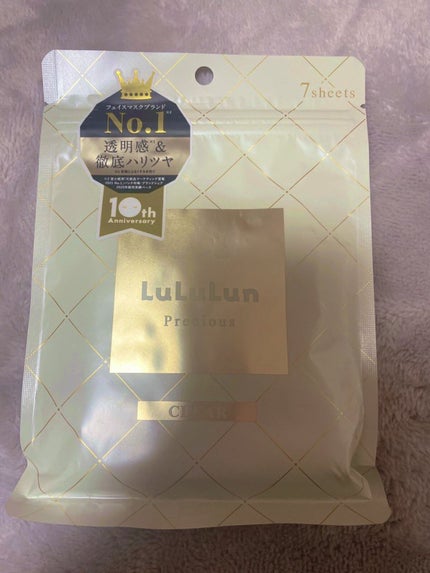 7sheets
フェイスマスクブランド
No.1
透明感 &
徹底ハリツヤ
10th
Anniversary
LuLuLun
Precious
CLEAR